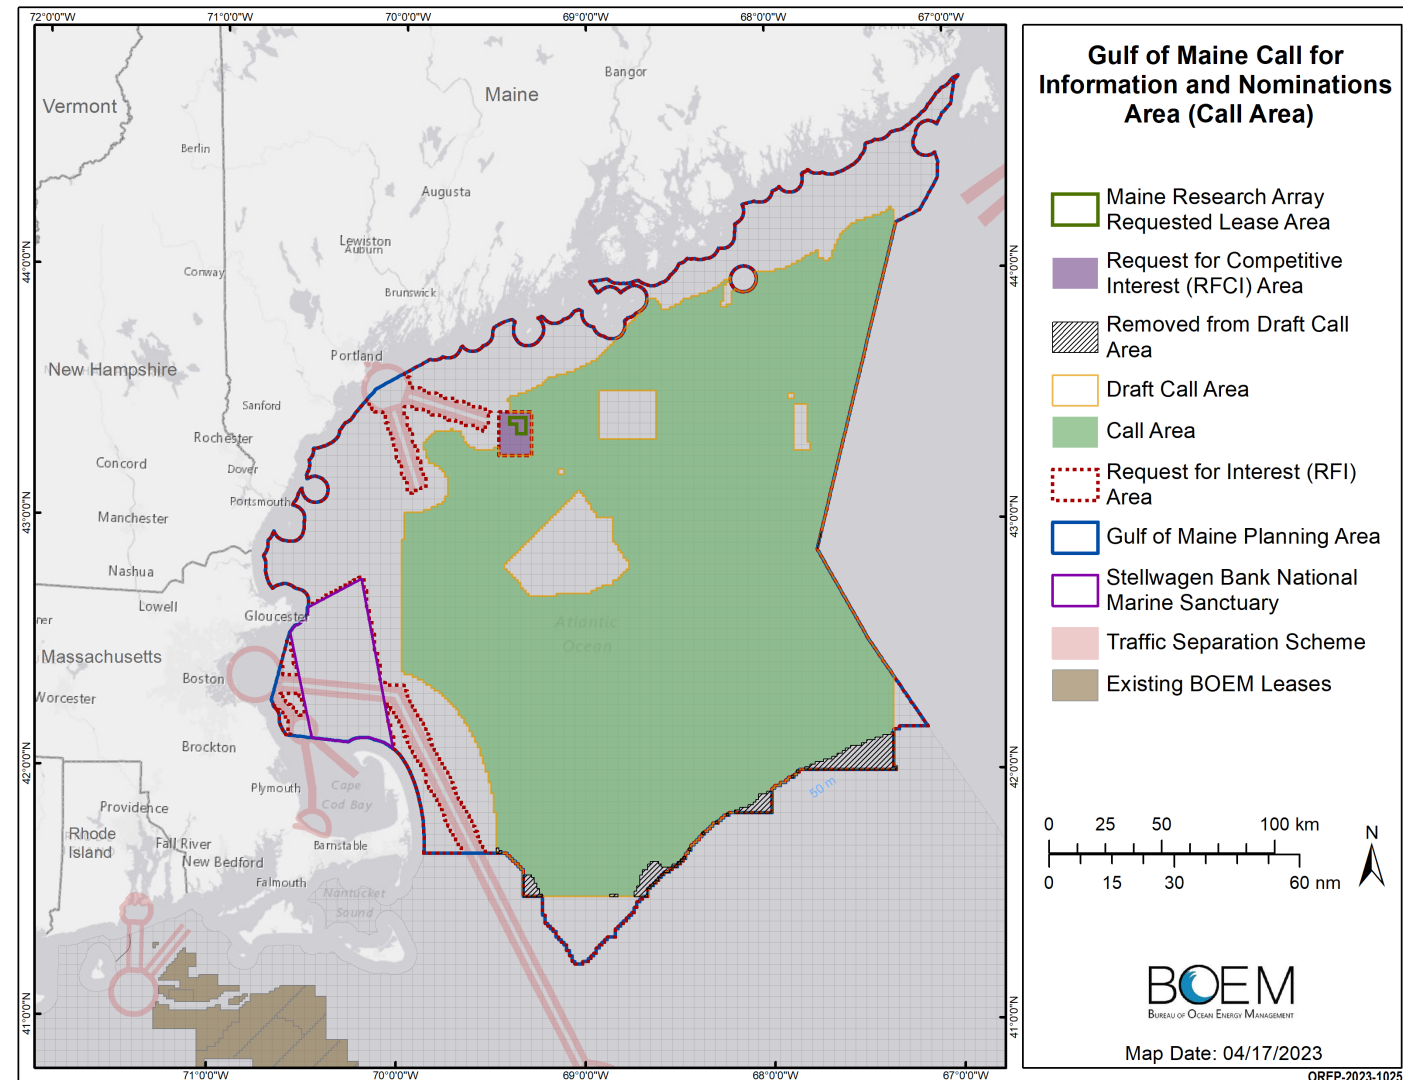 72°0'0"W
71°0'0"W
70°0'0"W
69°0'0"W
68°0'0"W
67°0'0"W
Bangor
Vermont
Maine
Berlin
Augusta
Lewiston
Auburn
44°0'0"N
44°0'0"N
Conway
Brunswick
Portland
New Hampshire
Sanford
Rochester
Concord
Dover
Portsmouth
43°0'0"N
43°0'0"N
Manchester
Nashua
Lowell
Gloucester
ner
Atlantic
Ocean
Massachusetts
Boston
Worcester
Brockton
42°0'0"N
42°0'0"N
Plymouth
Cape
Cod Bay
50 m
Providence
Rhode
Island
Fall River
Barnstable
New Bedford
Falmouth
Nantucket
Sound
41°0'0"N
41°0'0"N
71°0'0"W
70°0'0"W
69°0'0"W
68°0'0"W
67°0'0"W
Gulf of Maine Call for
Information and Nominations
Area (Call Area)
Maine Research Array
Requested Lease Area
Request for Competitive
Interest (RFCI) Area
Removed from Draft Call
Area
Draft Call Area
Call Area
Request for Interest (RFI)
Area
Gulf of Maine Planning Area
Stellwagen Bank National
Marine Sanctuary
Traffic Separation Scheme
Existing BOEM Leases
0 25 50 100 km
0 15 30 60 nm
N
BOEM
Bureau of Ocean Energy Management
Map Date: 04/17/2023
OREP-2023-1025